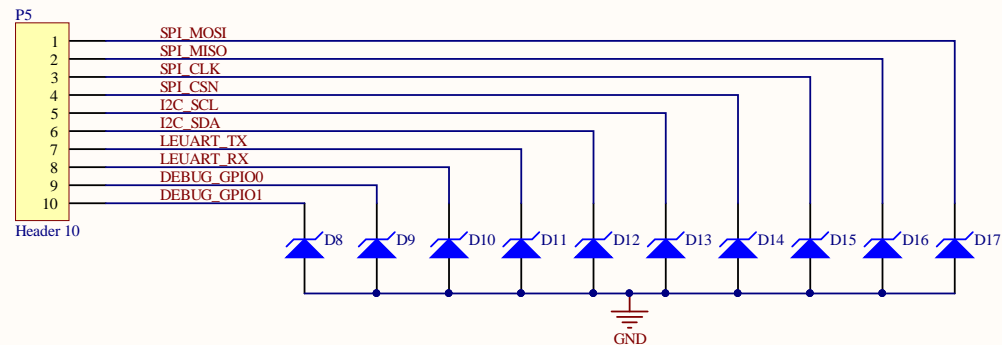 P5
1 SPI_MOSI
2 SPI_MISO
3 SPI_CLK
4 SPI_CSN
5 I2C_SCL
6 I2C_SDA
7 LEUART_TX
8 LEUART_RX
9 DEBUG_GPIO0
10 DEBUG_GPIO1
Header 10
D8 D9 D10 D11 D12 D13 D14 D15 D16 D17
GND